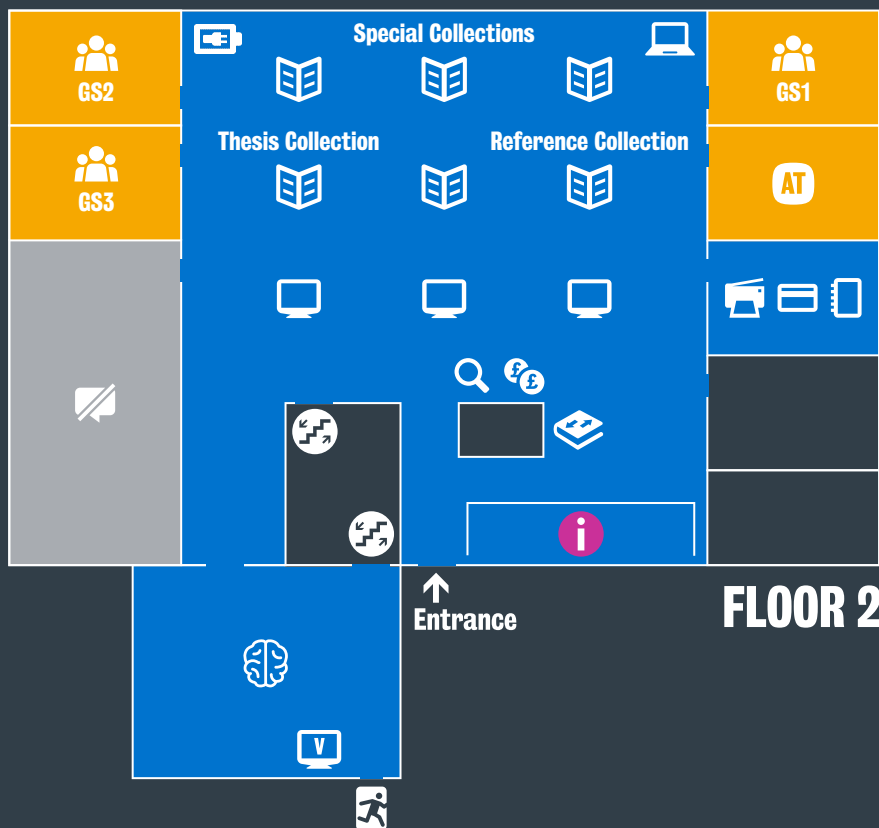 Special Collections
GS2
GS1
Thesis Collection
Reference Collection
GS3
AT
£
£
i
Entrance
FLOOR 2
V